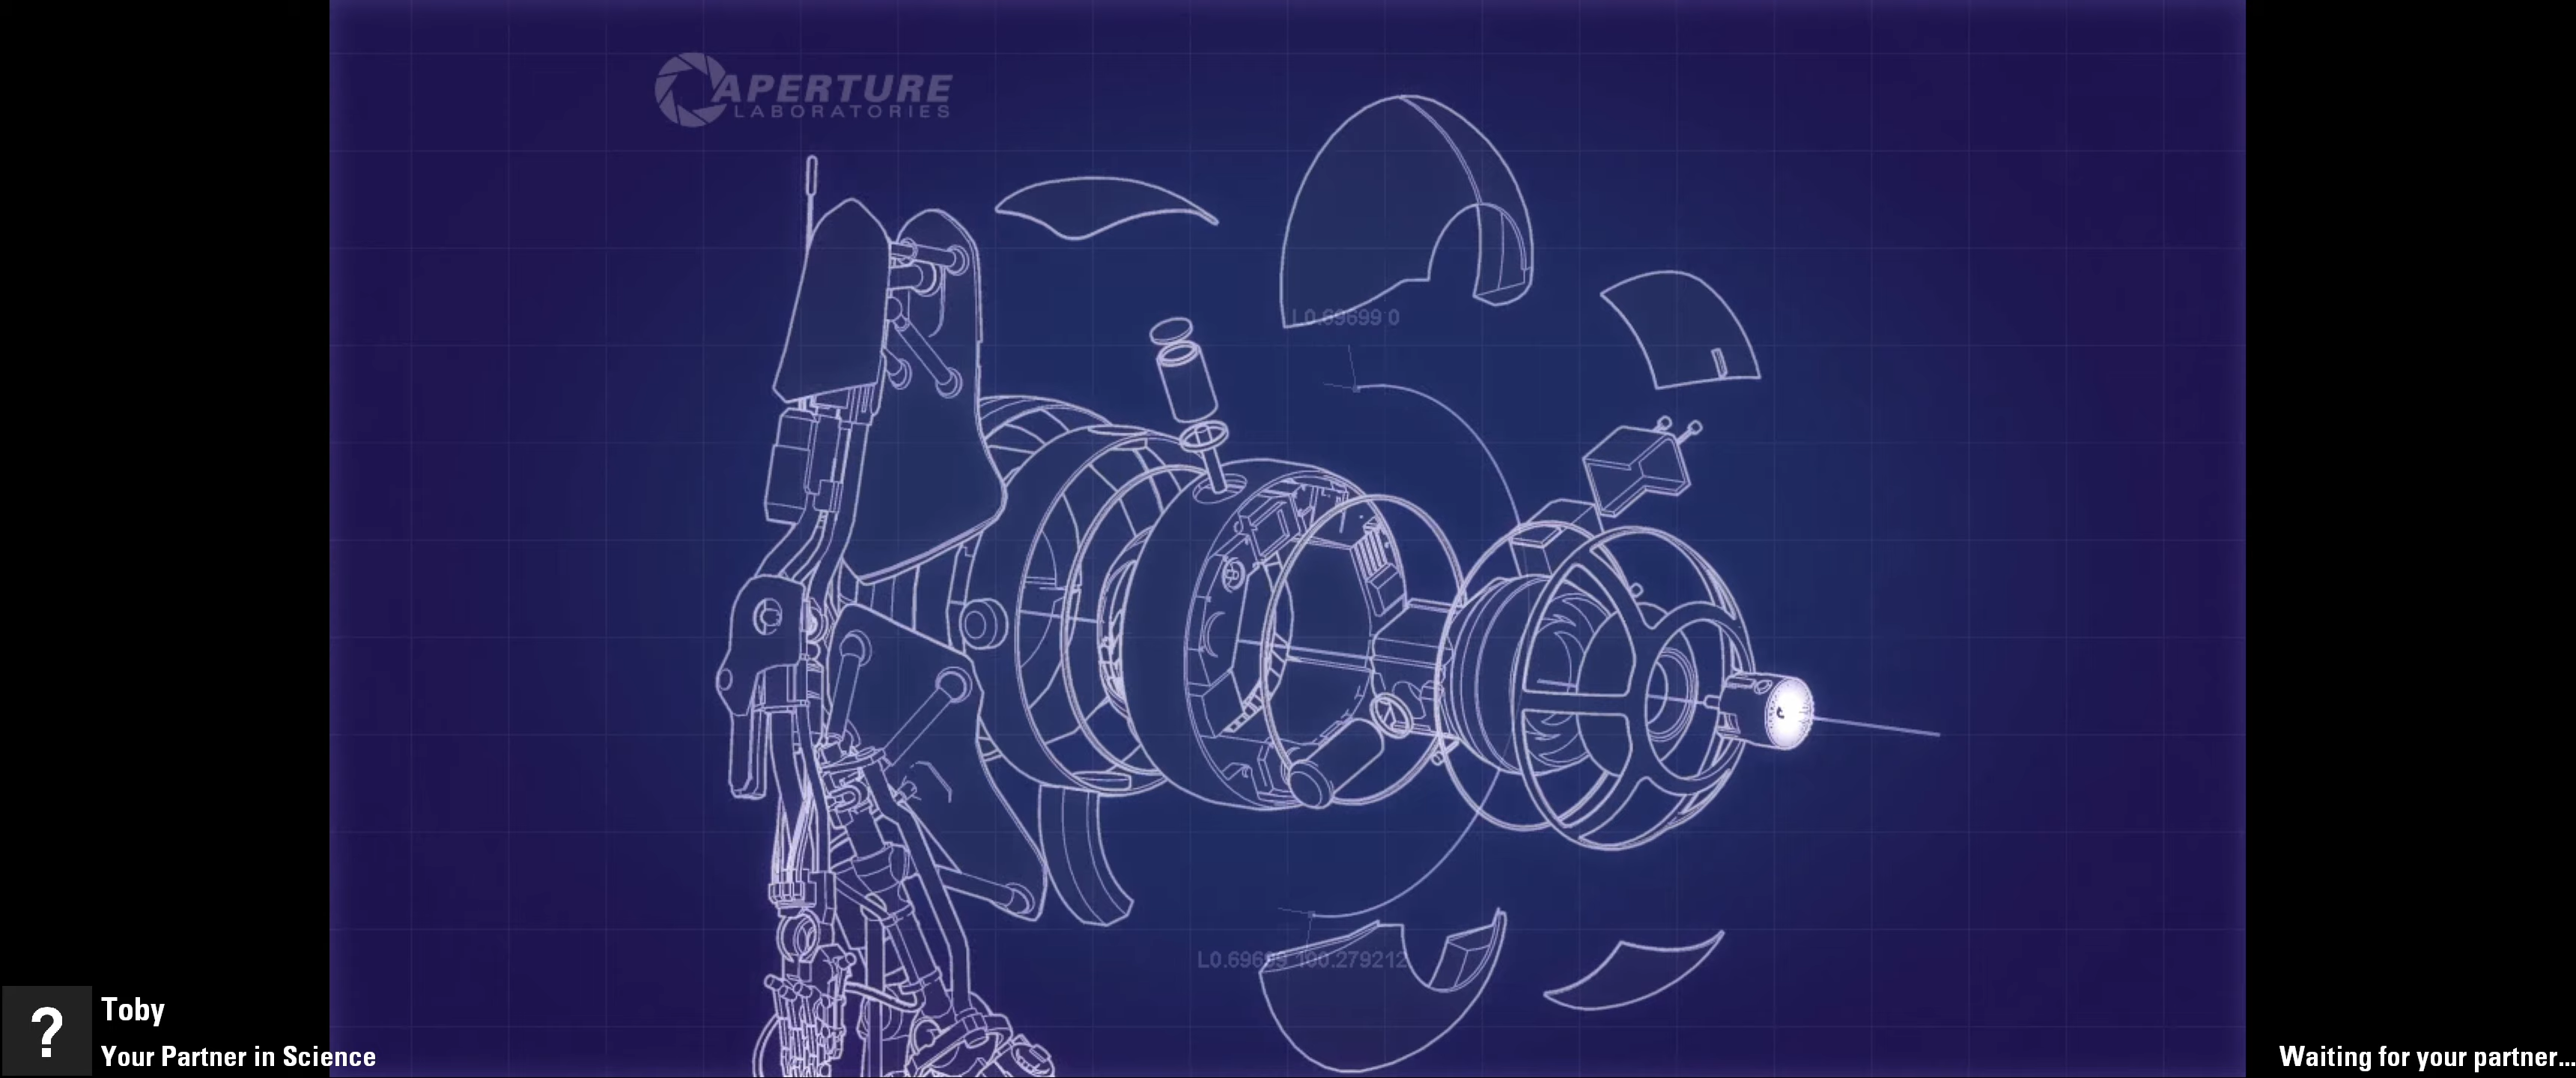 APERTURE
LABORATORIES
L0.69699 0
L0.69699 100.279212
?
Toby
Your Partner in Science
Waiting for your partner...